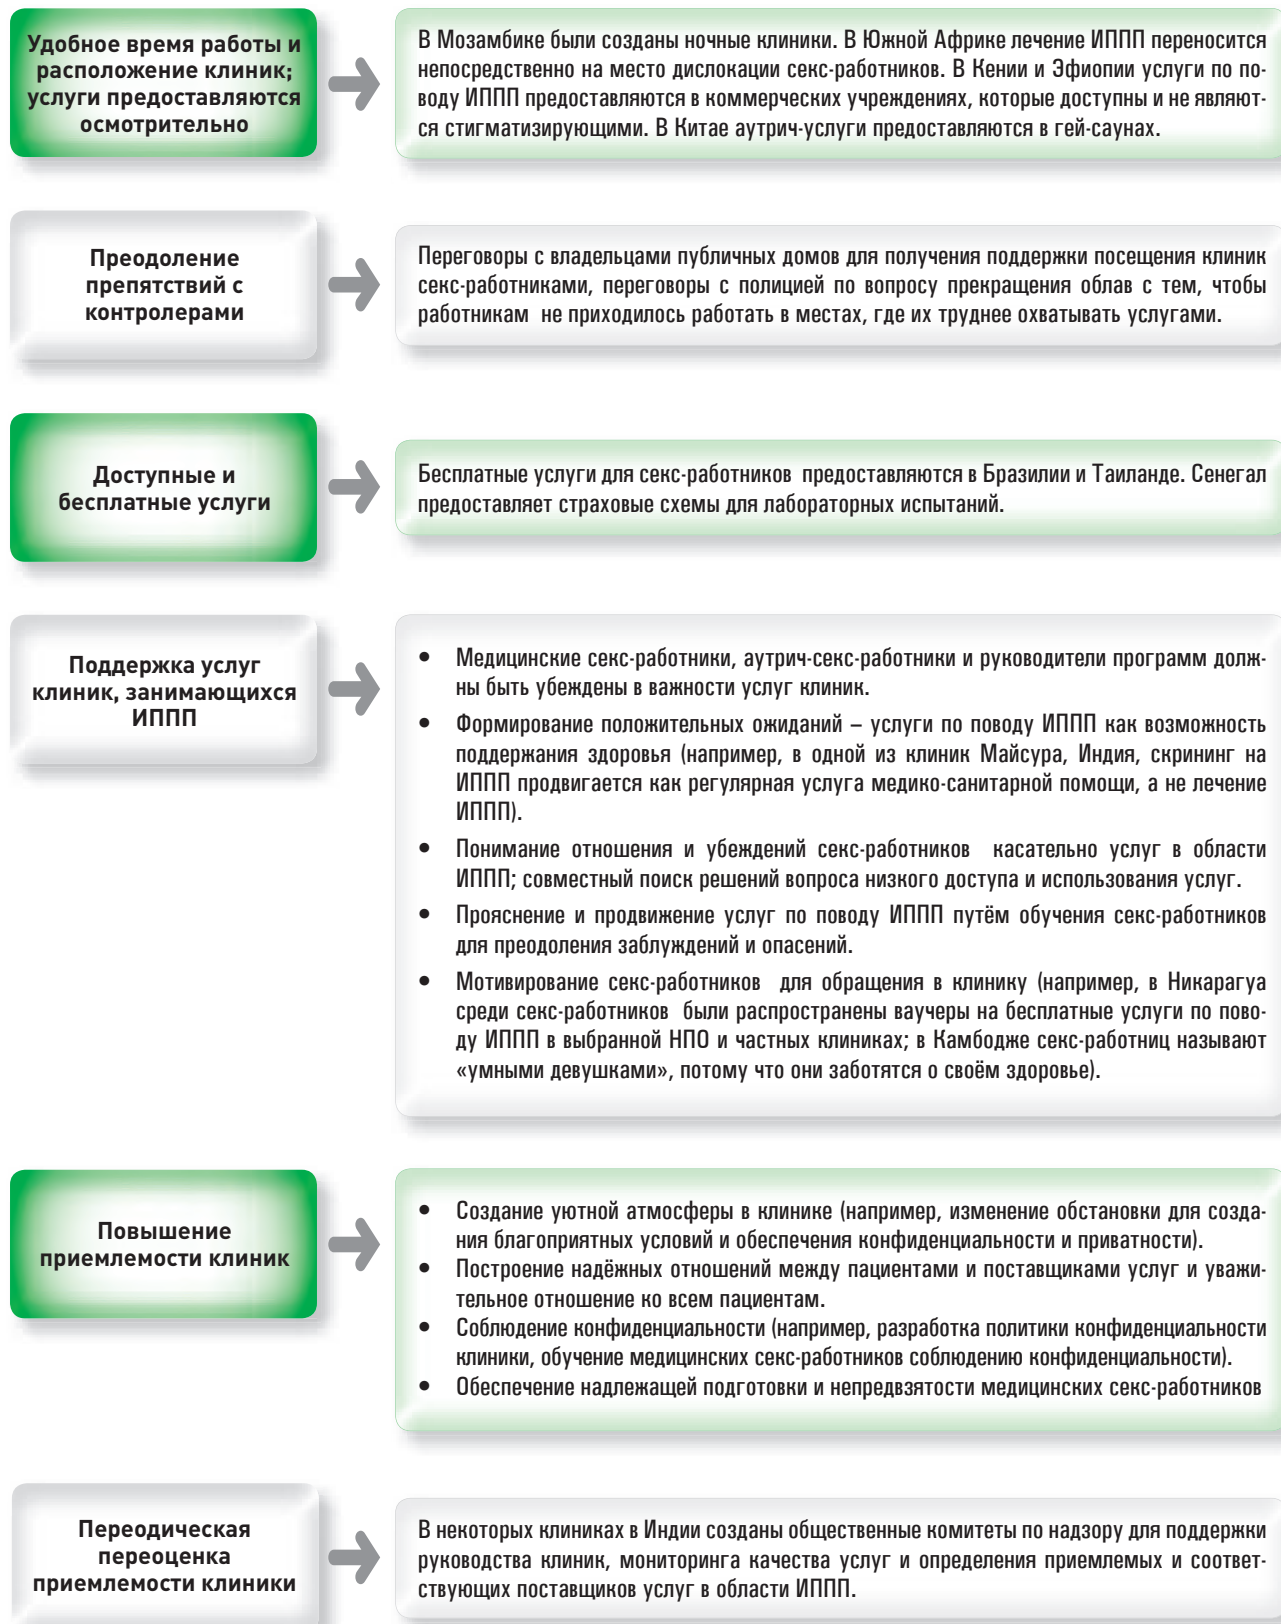 Удобное время работы и
расположение клиник;
услуги предоставляются
осмотрительно
В Мозамбике были созданы ночные клиники. В Южной Африке лечение ИППП переносится
непосредственно на место дислокации секс-работников. В Кении и Эфиопии услуги по по-
воду ИППП предоставляются в коммерческих учреждениях, которые доступны и не являют-
ся стигматизирующими. В Китае аутрич-услуги предоставляются в гей-саунах.
Преодоление
препятствий с
контролерами
Переговоры с владельцами публичных домов для получения поддержки посещения клиник
секс-работниками, переговоры с полицией по вопросу прекращения облав с тем, чтобы
работникам не приходилось работать в местах, где их труднее охватывать услугами.
Доступные и
бесплатные услуги
Бесплатные услуги для секс-работников предоставляются в Бразилии и Таиланде. Сенегал
предоставляет страховые схемы для лабораторных испытаний.
Поддержка услуг
клиник, занимающихся
ИППП
• Медицинские секс-работники, аутрич-секс-работники и руководители программ долж-
ны быть убеждены в важности услуг клиник.
• Формирование положительных ожиданий – услуги по поводу ИППП как возможность
поддержания здоровья (например, в одной из клиник Майсура, Индия, скрининг на
ИППП продвигается как регулярная услуга медико-санитарной помощи, а не лечение
ИППП).
• Понимание отношения и убеждений секс-работников касательно услуг в области
ИППП; совместный поиск решений вопроса низкого доступа и использования услуг.
• Прояснение и продвижение услуг по поводу ИППП путём обучения секс-работников
для преодоления заблуждений и опасений.
• Мотивирование секс-работников для обращения в клинику (например, в Никарагуа
среди секс-работников были распространены ваучеры на бесплатные услуги по пово-
ду ИППП в выбранной НПО и частных клиниках; в Камбодже секс-работниц называют
«умными девушками», потому что они заботятся о своём здоровье).
Повышение
приемлемости клиник
• Создание уютной атмосферы в клинике (например, изменение обстановки для созда-
ния благоприятных условий и обеспечения конфиденциальности и приватности).
• Построение надёжных отношений между пациентами и поставщиками услуг и уважи-
тельное отношение ко всем пациентам.
• Соблюдение конфиденциальности (например, разработка политики конфиденциальности
клиники, обучение медицинских секс-работников соблюдению конфиденциальности).
• Обеспечение надлежащей подготовки и непредвзятости медицинских секс-работников
Переодическая
переоценка
приемлемости клиники
В некоторых клиниках в Индии созданы общественные комитеты по надзору для поддержки
руководства клиник, мониторинга качества услуг и определения приемлемых и соответ-
ствующих поставщиков услуг в области ИППП.